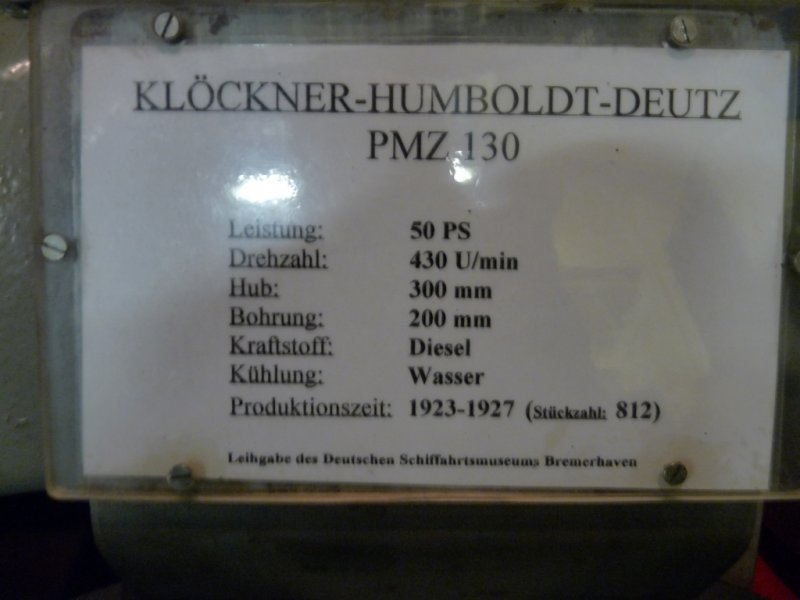 KLÖCKNER-HUMBOLDT-DEUTZ
PMZ 130
Leistung: 50 PS
Drehzahl: 430 U/min
Hub: 300 mm
Bohrung: 200 mm
Kraftstoff: Diesel
Kühlung: Wasser
Produktionszeit: 1923-1927 (Stückzahl: 812)
Leihgabe des Deutschen Schiffahrtsmuseums Bremerhaven